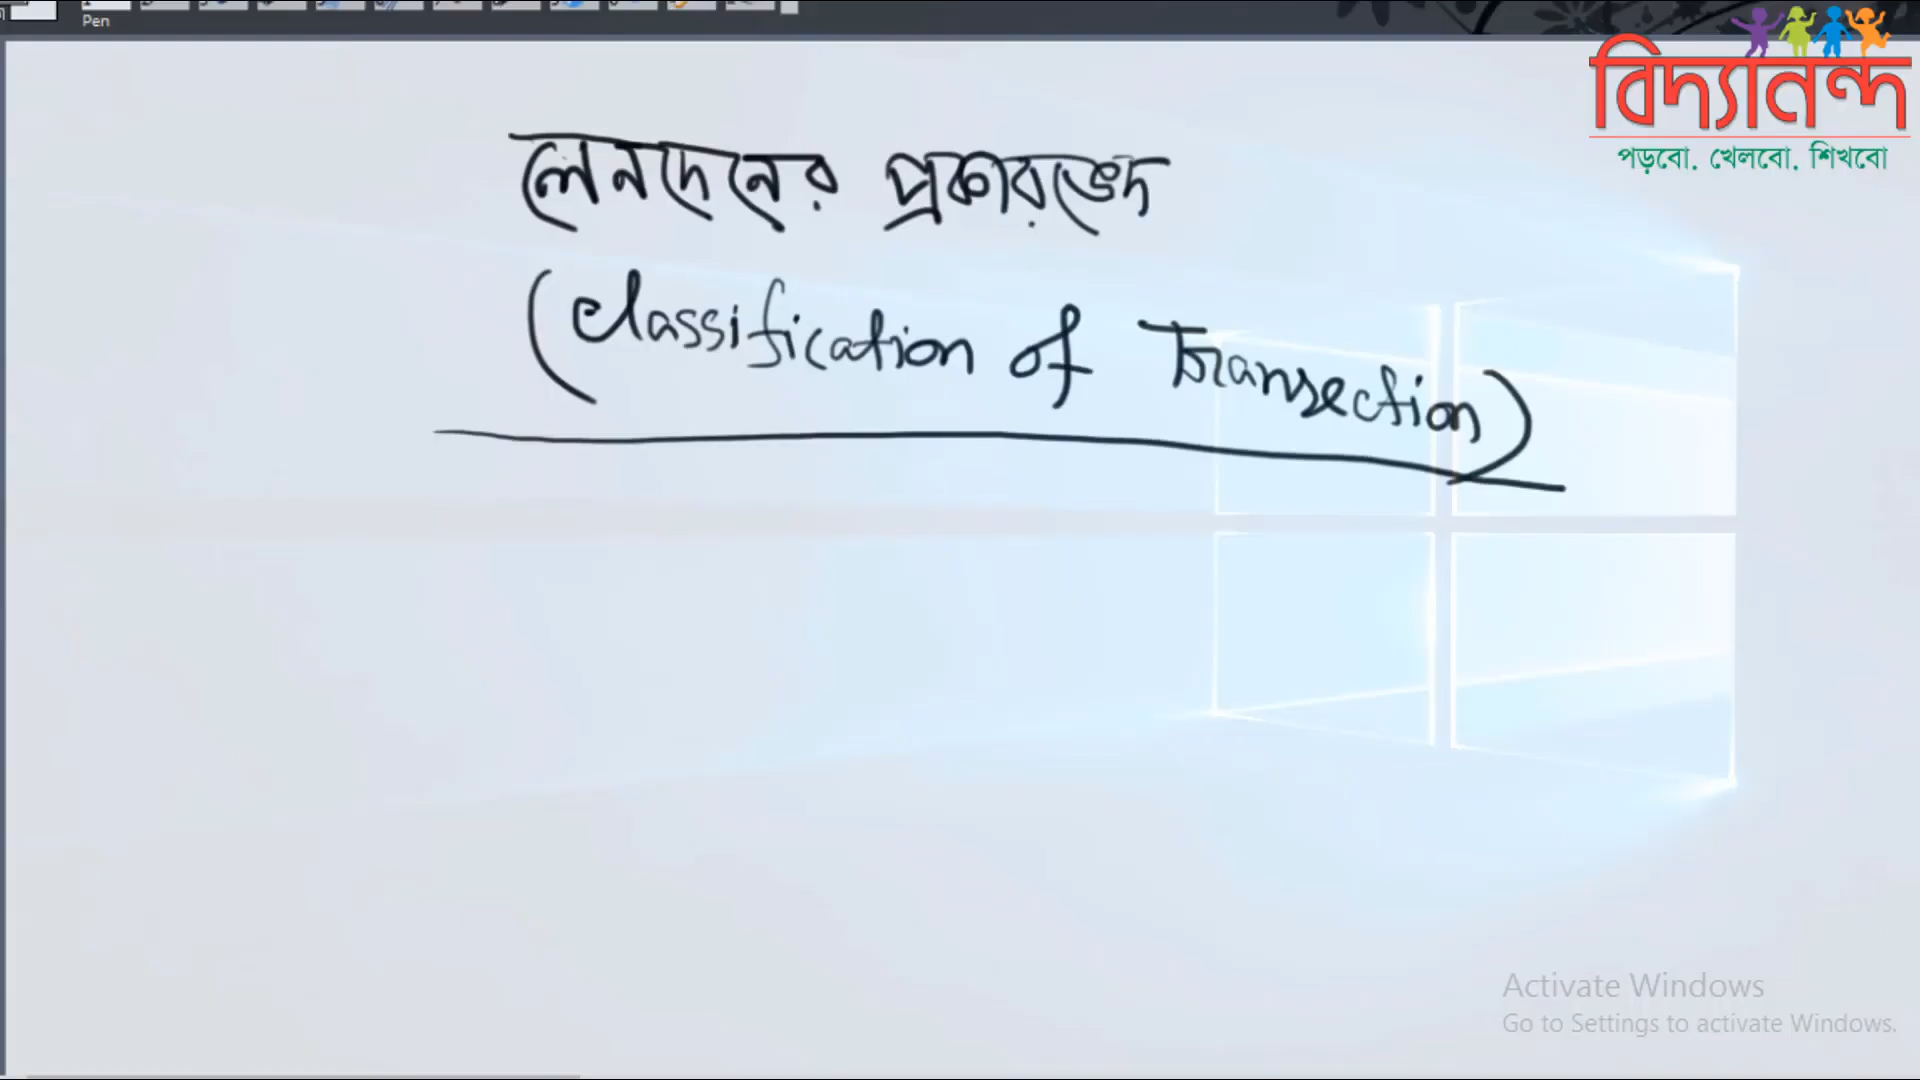 Pen
বিদ্যানন্দ
পড়বো. খেলবো. শিখবো
লেনদেনের প্রকারভেদ
(Classification of Transection)
Activate Windows
Go to Settings to activate Windows.